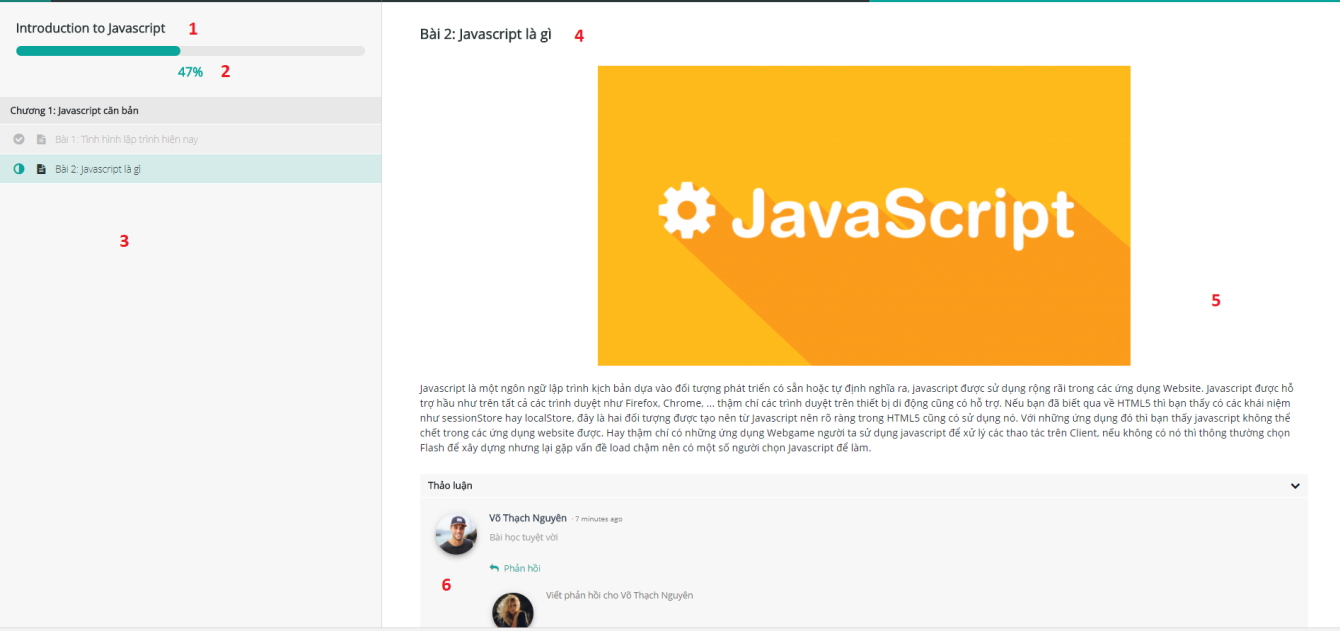 Introduction to Javascript 1
47% 2
Chương 1: Javascript căn bản
Bài 1: Tình hình lập trình hiện nay
Bài 2: Javascript là gì
3
Bài 2: Javascript là gì 4
JavaScript
5
Javascript là một ngôn ngữ lập trình kịch bản dựa vào đối tượng phát triển có sẵn hoặc tự định nghĩa ra, javascript được sử dụng rộng rãi trong các ứng dụng Website. Javascript được hỗ
trợ hầu như trên tất cả các trình duyệt như Firefox, Chrome, ... thậm chí các trình duyệt trên thiết bị di động cũng có hỗ trợ. Nếu bạn đã biết qua về HTML5 thì bạn thấy có các khái niệm
như sessionStore hay localStore, đây là hai đối tượng được tạo nên từ Javascript nên rõ ràng trong HTML5 cũng có sử dụng nó. Với những ứng dụng đó thì bạn thấy javascript không thể
chết trong các ứng dụng website được. Hay thậm chí có những ứng dụng Webgame người ta sử dụng javascript để xử lý các thao tác trên Client, nếu không có nó thì thông thường chọn
Flash để xây dựng nhưng lại gặp vấn đề load chậm nên có một số người chọn Javascript để làm.
Thảo luận
Võ Thạch Nguyên · 7 minutes ago
Bài học tuyệt vời
Phản hồi
6
Viết phản hồi cho Võ Thạch Nguyên